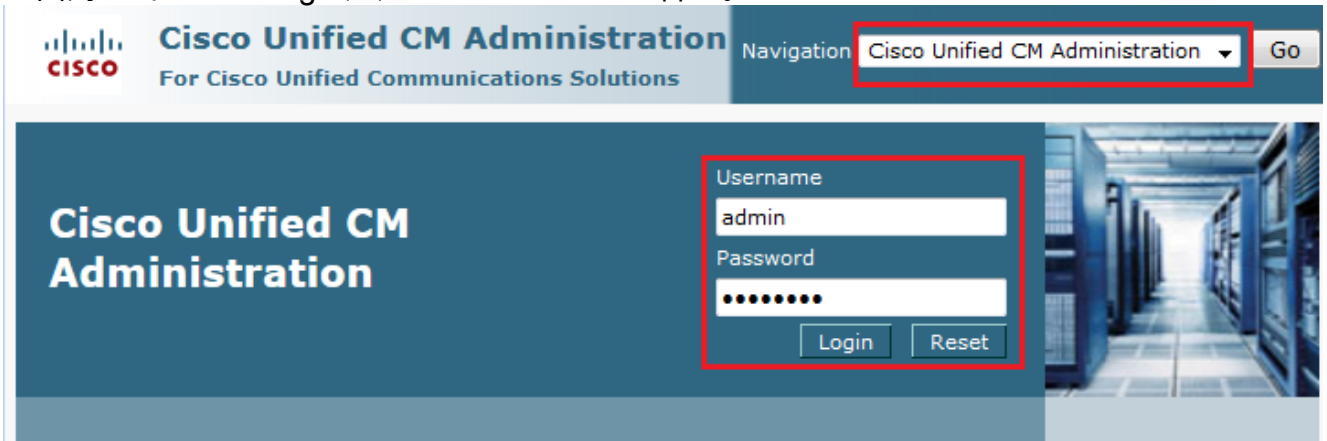 CISCO
Cisco Unified CM Administration
For Cisco Unified Communications Solutions
Navigation Cisco Unified CM Administration Go
Cisco Unified CM
Administration
Username
admin
Password
••••••••
Login Reset